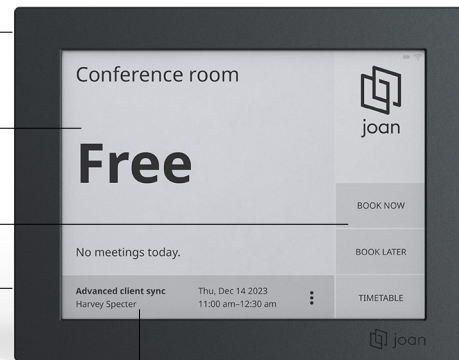 Conference room
joan
Free
BOOK NOW
No meetings today.
BOOK LATER
Advanced client sync
Thu, Dec 14 2023
Harvey Specter
11:00 am–12:30 am
TIMETABLE
joan